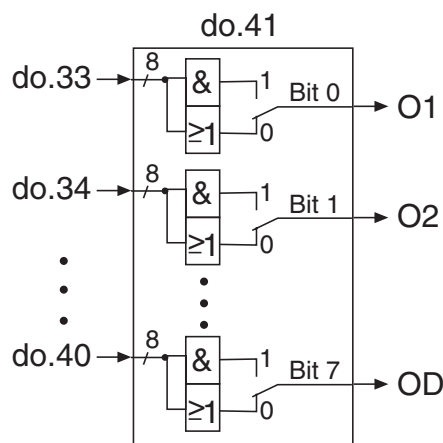 do.41
do.33 8 & 1 Bit 0 O1
≥1 0
do.34 8 & 1 Bit 1 O2
≥1 0
do.40 8 & 1 Bit 7 OD
≥1 0